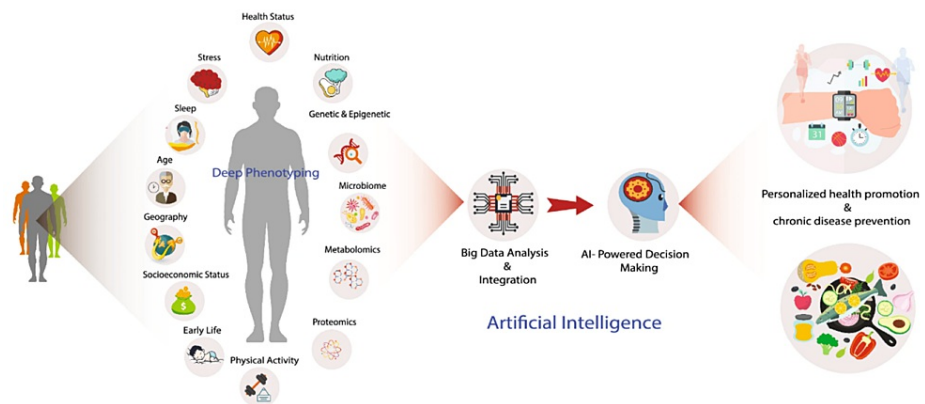 Health Status
Stress
Nutrition
Sleep
Genetic & Epigenetic
Age
Deep Phenotyping
Microbiome
Geography
Metabolomics
Socioeconomic Status
Early Life
Proteomics
Physical Activity
Big Data Analysis
&
Integration
AI- Powered Decision
Making
Artificial Intelligence
31
Personalized health promotion
&
chronic disease prevention
$